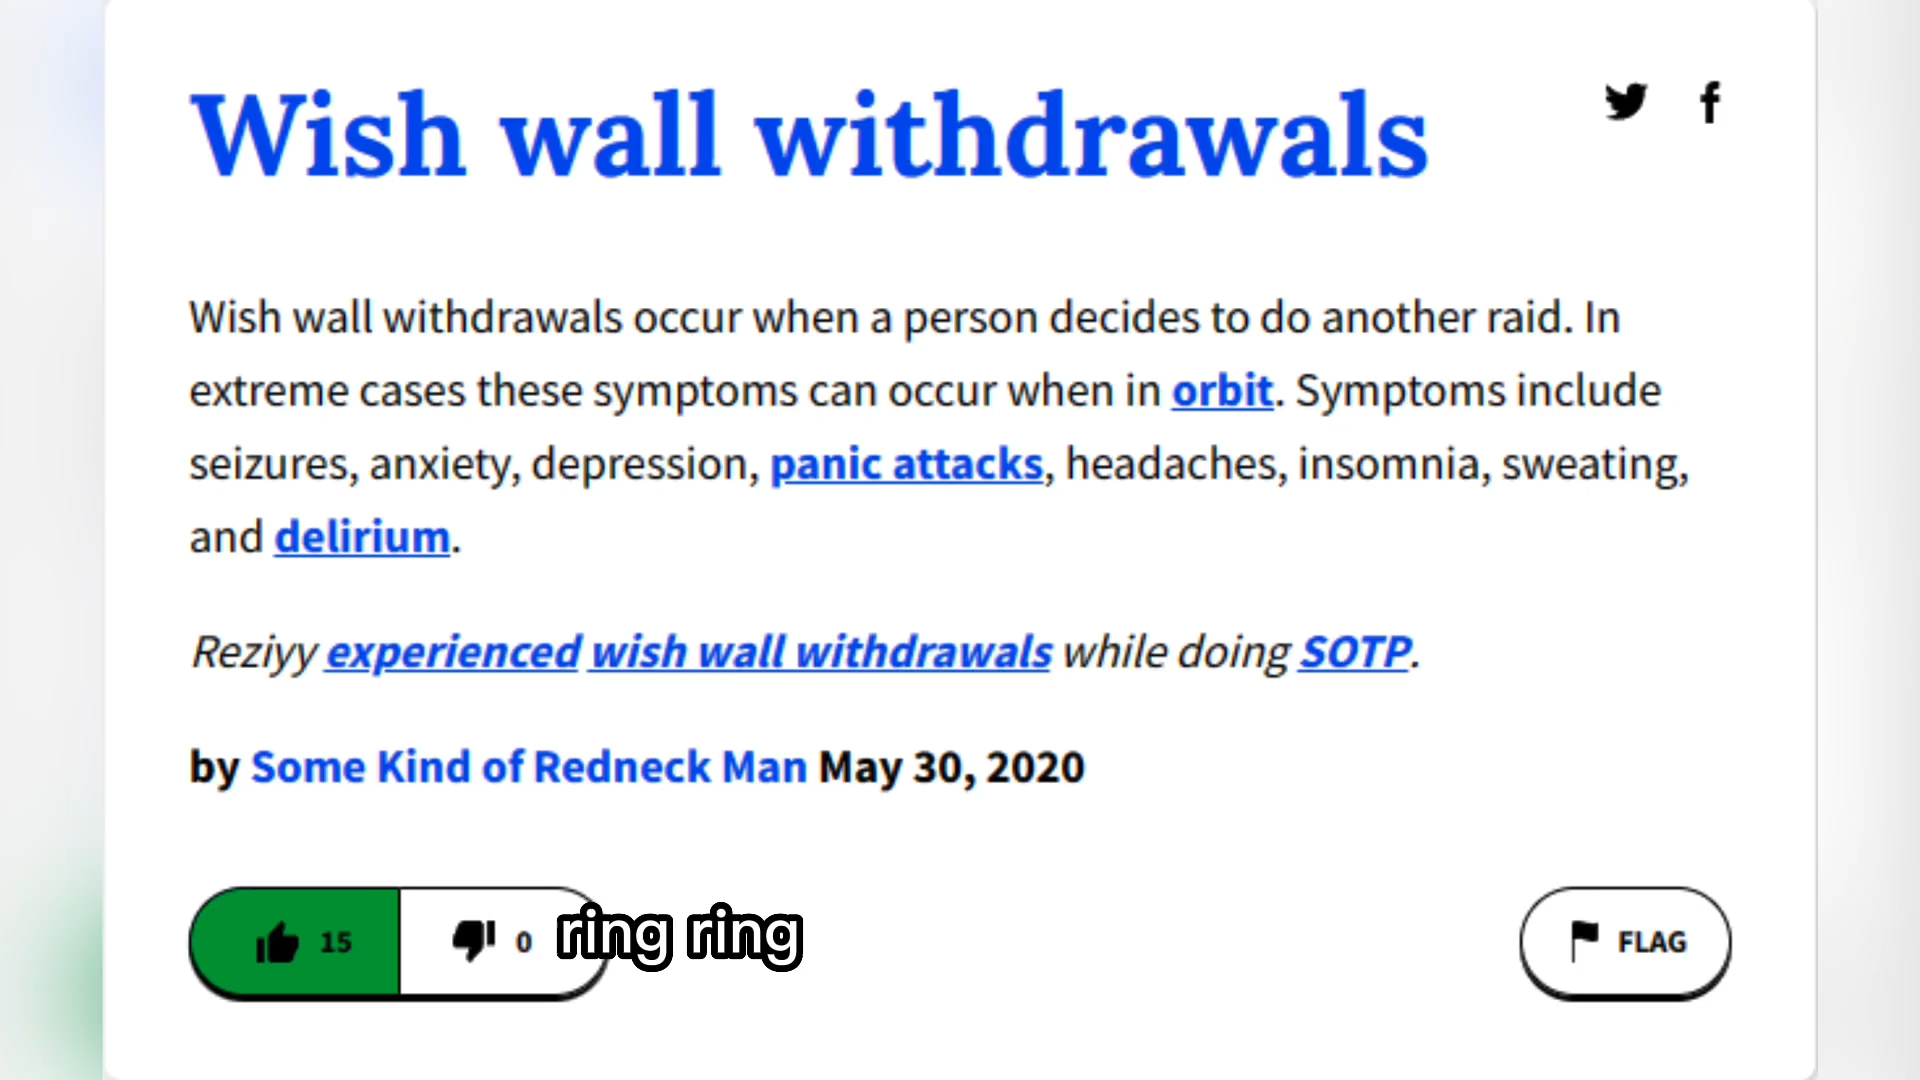 Wish wall withdrawals
Wish wall withdrawals occur when a person decides to do another raid. In
extreme cases these symptoms can occur when in orbit. Symptoms include
seizures, anxiety, depression, panic attacks, headaches, insomnia, sweating,
and delirium.
Reziyy experienced wish wall withdrawals while doing SOTP.
by Some Kind of Redneck Man May 30, 2020
15 0 ring ring FLAG